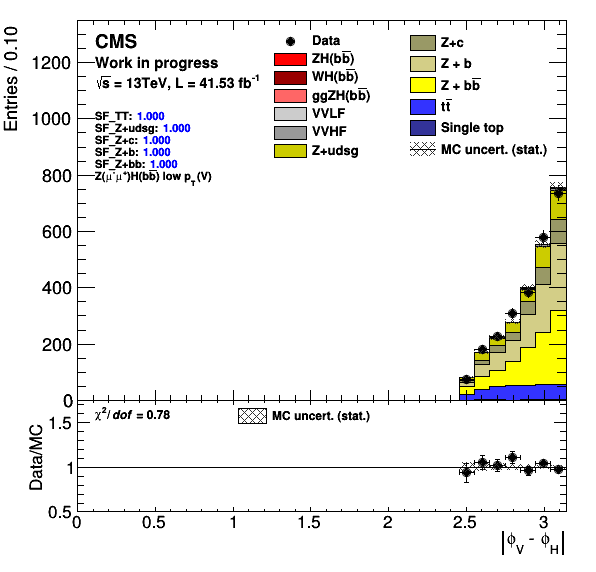 CMS
Work in progress
√s = 13TeV, L = 41.53 fb⁻¹
SF_TT: 1.000
SF_Z+udsg: 1.000
SF_Z+c: 1.000
SF_Z+b: 1.000
SF_Z+bb: 1.000
Z(μ⁻μ⁺)H(bb̅) low p_T(V)
Data
ZH(bb̅)
WH(bb̅)
ggZH(bb̅)
VVLF
VVHF
Z+udsg
Z+c
Z + b
Z + bb̅
tt̅
Single top
MC uncert. (stat.)
Entries / 0.10
1200
1000
800
600
400
200
0
χ²/dof = 0.78
MC uncert. (stat.)
Data/MC
1.5
1
0.5
0 0.5 1 1.5 2 2.5 3
|ϕ_V - ϕ_H|